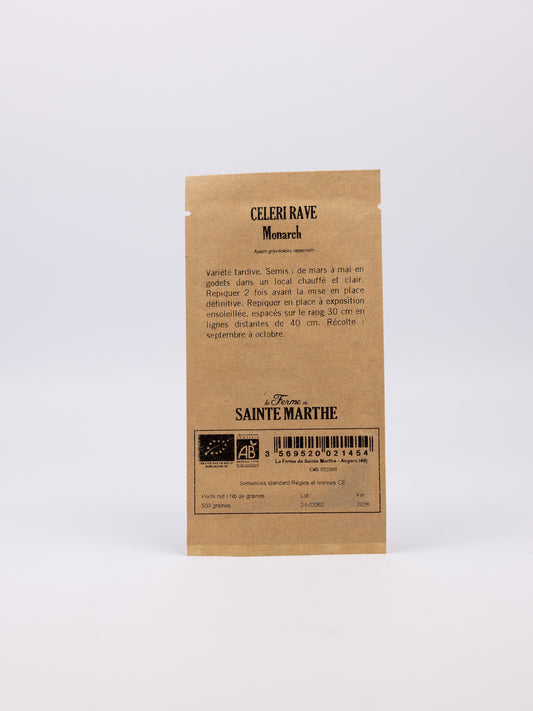 CELERI RAVE
Monarch
Apium graveolens rapaceum
Variété tardive. Semis : de mars à mai en
godets dans un local chauffé et clair.
Repiquer 2 fois avant la mise en place
définitive. Repiquer en place à exposition
ensoleillée, espacés sur le rang 30 cm en
lignes distantes de 40 cm. Récolte :
septembre à octobre.
la Ferme de
SAINTE MARTHE
AB
3 569520 021454
La Ferme de Sainte Marthe - Angers (49)
Semences standard Règles et normes CE
Poids net / Nb de graines Lot Fin
500 graines